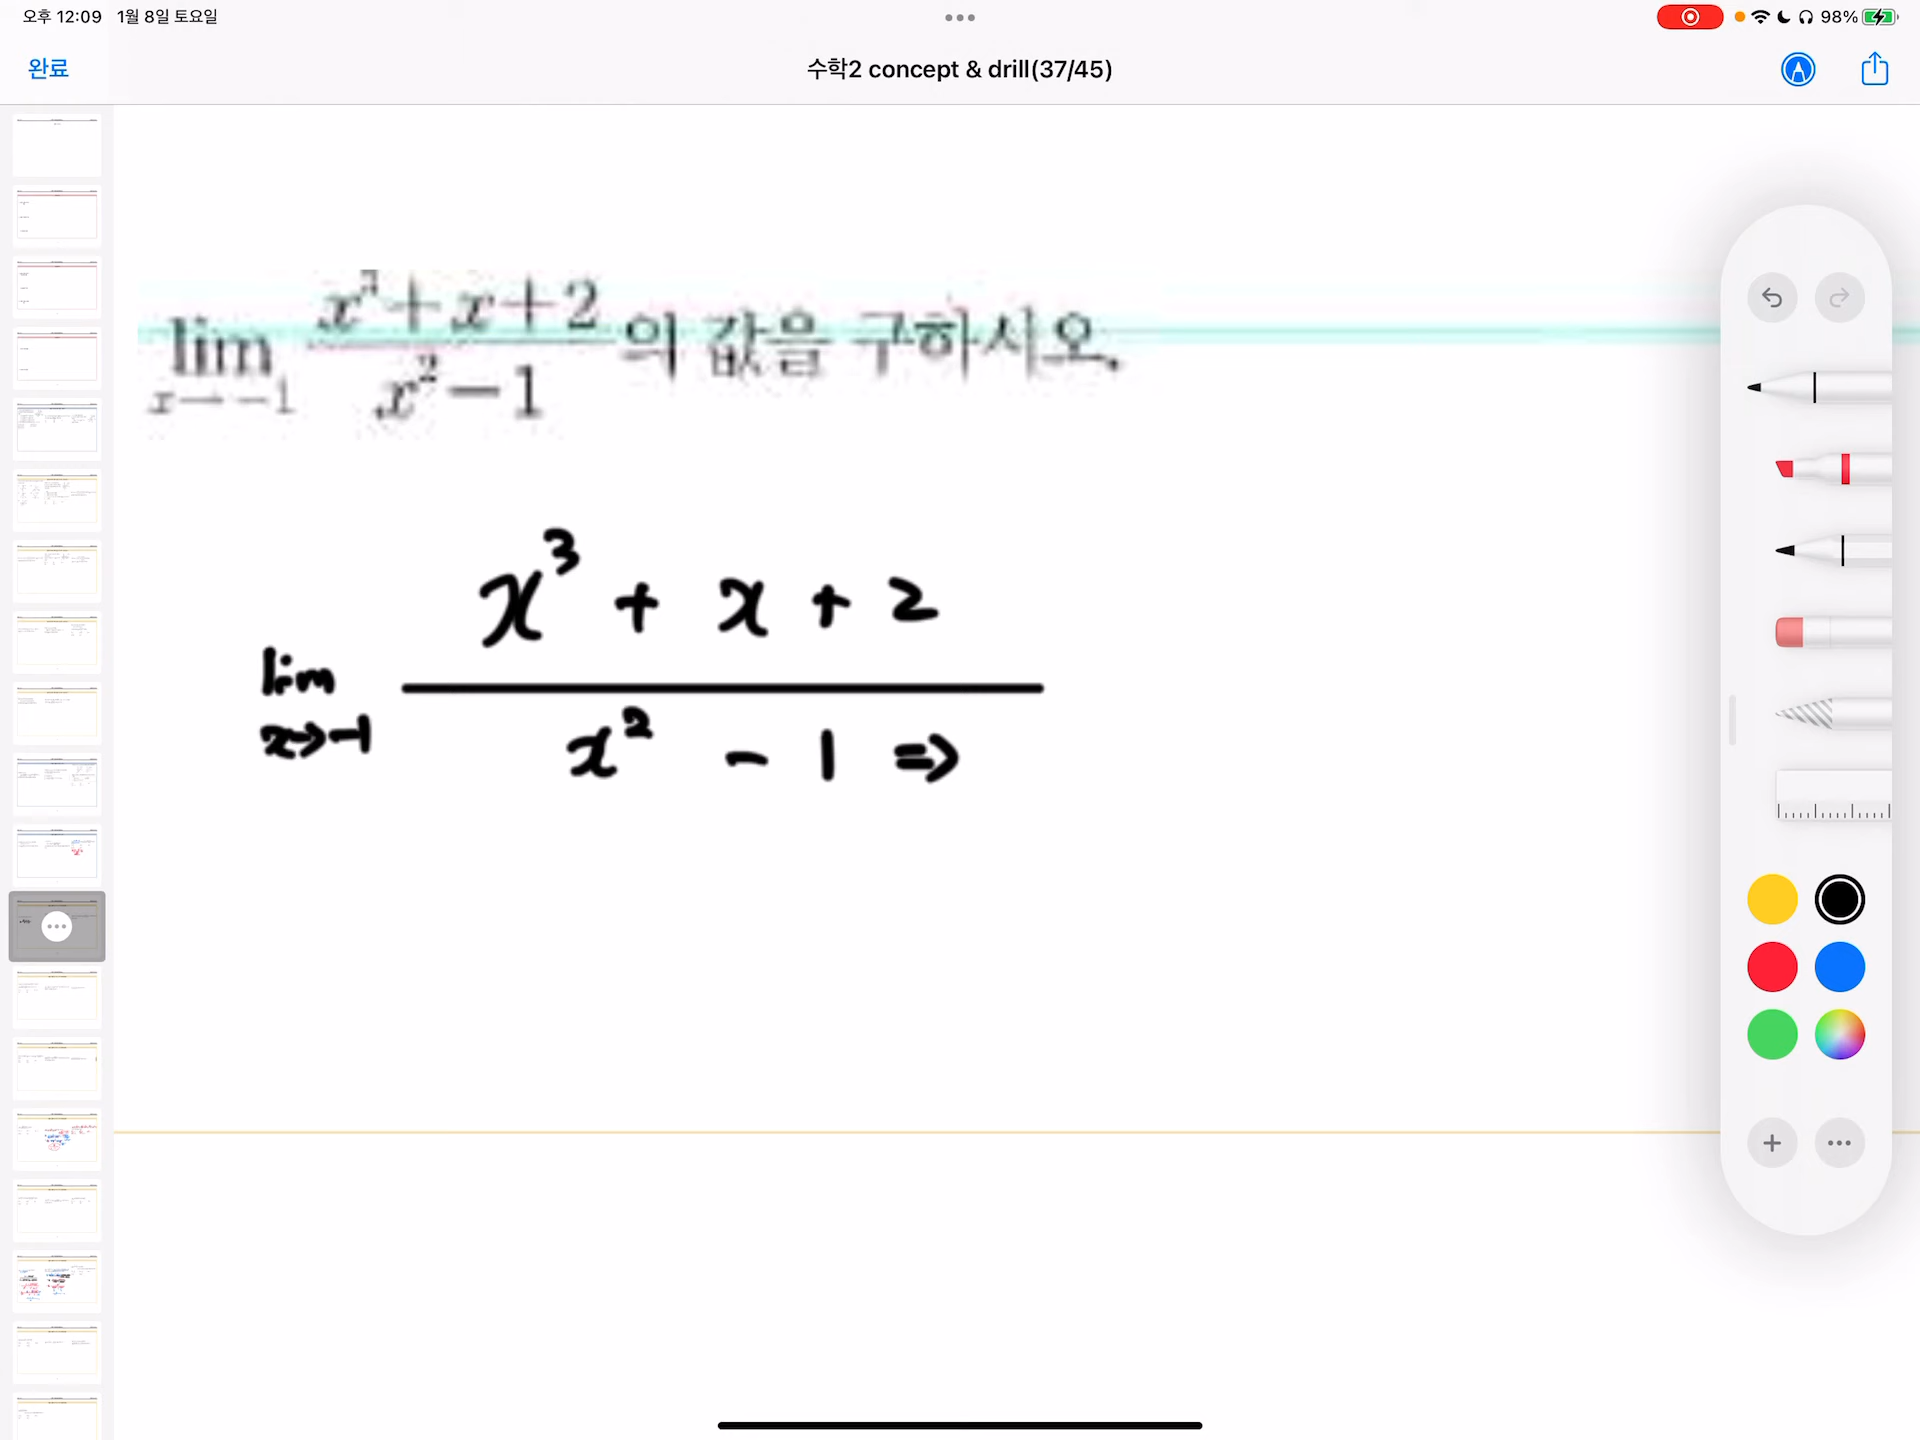 오후 12:09 1월 8일 토요일
98%
완료
수학2 concept & drill(37/45)
x³+x+2
lim 의 값을 구하시오.
x→-1 x²-1
x³ + x + 2
lim
x→-1 x² - 1 ⇒